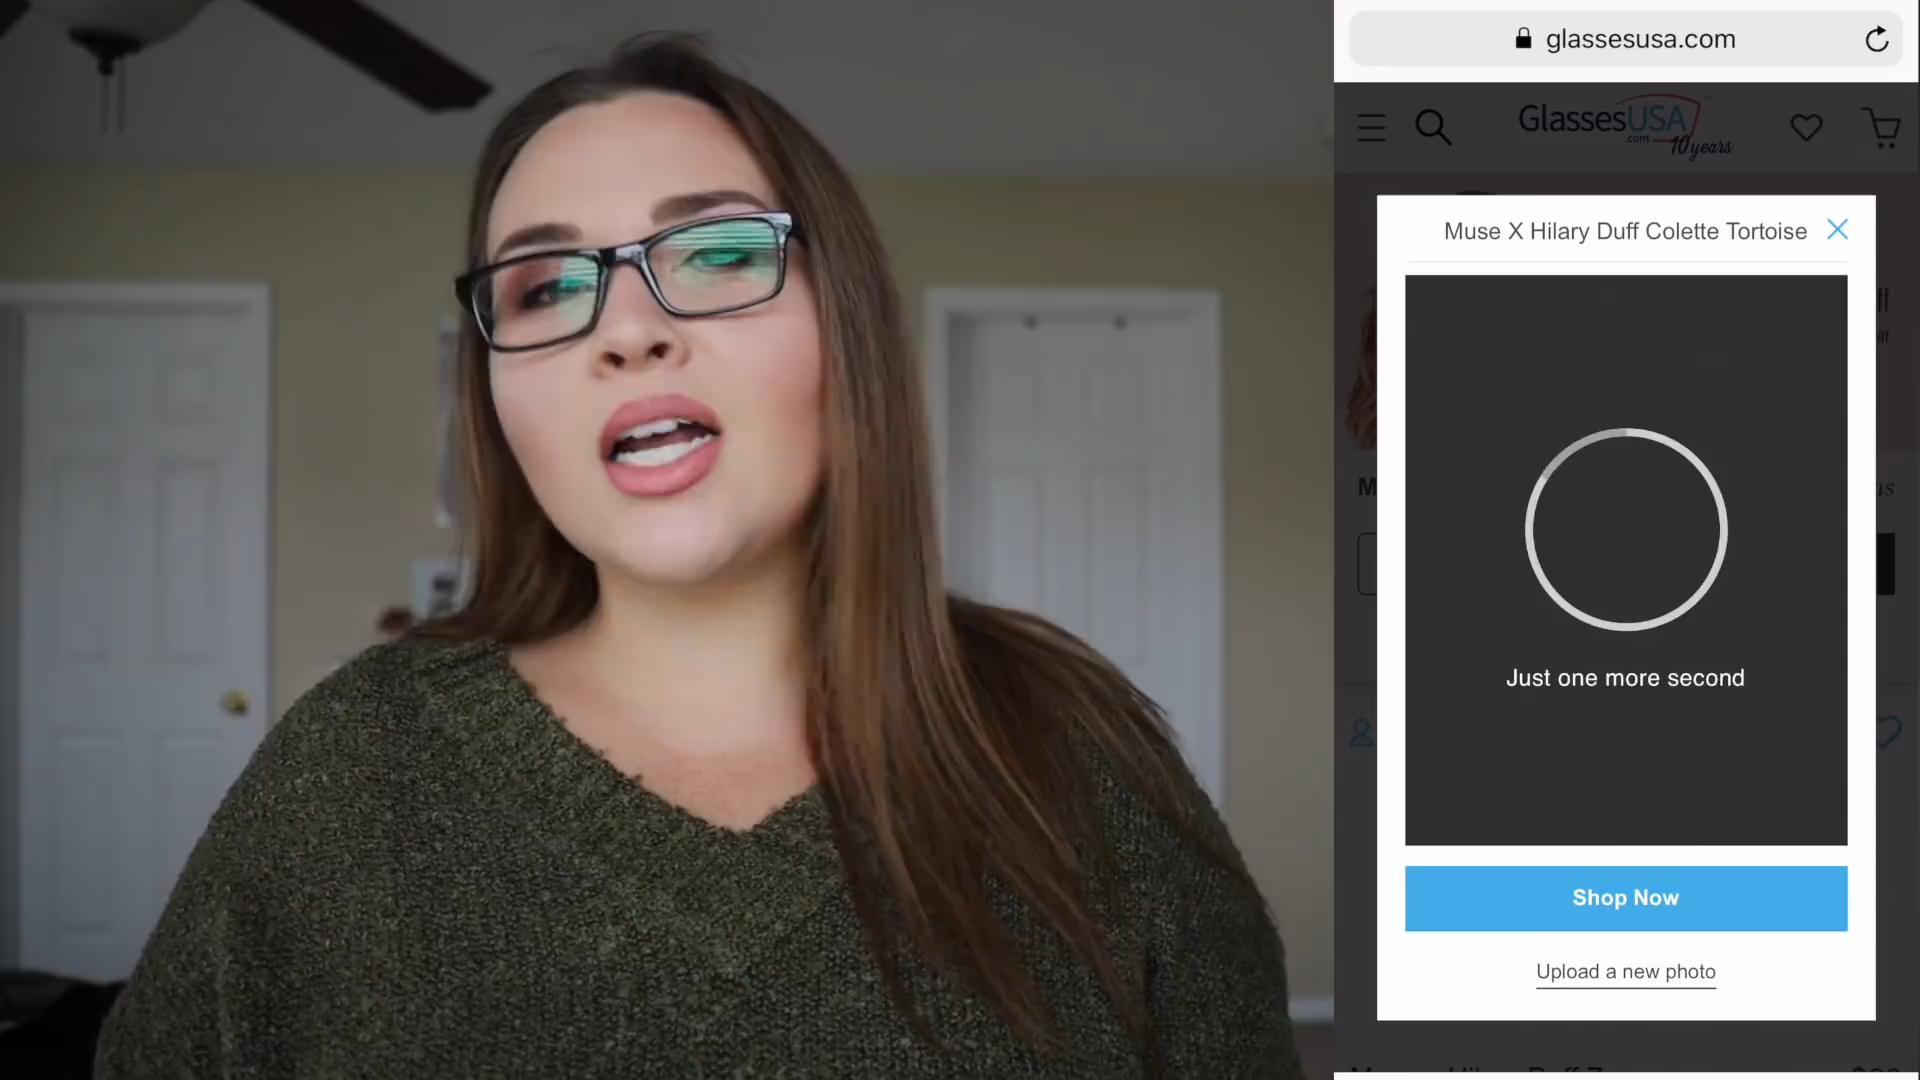 glassesusa.com
GlassesUSA
.com
10 years
Muse X Hilary Duff Colette Tortoise
Just one more second
Shop Now
Upload a new photo